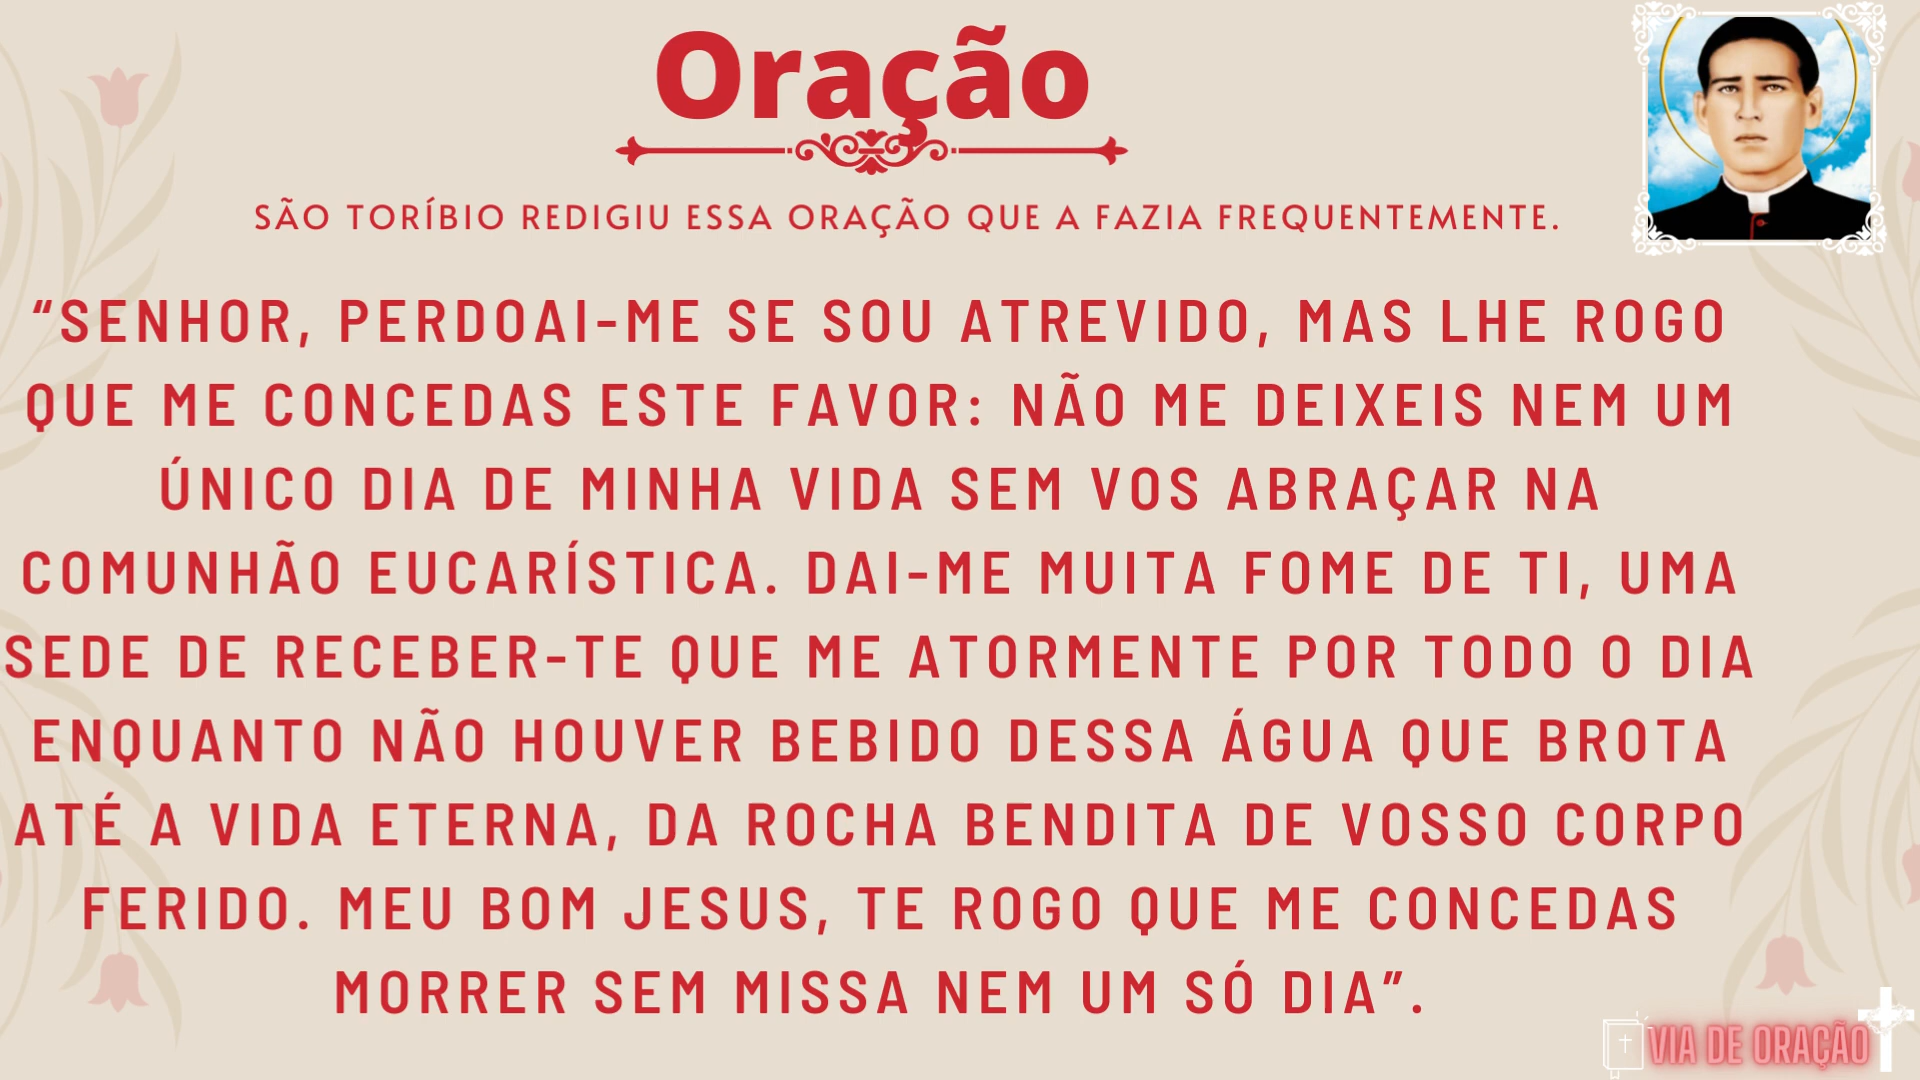 Oração
SÃO TORÍBIO REDIGIU ESSA ORAÇÃO QUE A FAZIA FREQUENTEMENTE.
“SENHOR, PERDOAI-ME SE SOU ATREVIDO, MAS LHE ROGO
QUE ME CONCEDAS ESTE FAVOR: NÃO ME DEIXEIS NEM UM
ÚNICO DIA DE MINHA VIDA SEM VOS ABRAÇAR NA
COMUNHÃO EUCARÍSTICA. DAI-ME MUITA FOME DE TI, UMA
SEDE DE RECEBER-TE QUE ME ATORMENTE POR TODO O DIA
ENQUANTO NÃO HOUVER BEBIDO DESSA ÁGUA QUE BROTA
ATÉ A VIDA ETERNA, DA ROCHA BENDITA DE VOSSO CORPO
FERIDO. MEU BOM JESUS, TE ROGO QUE ME CONCEDAS
MORRER SEM MISSA NEM UM SÓ DIA”.
VIA DE ORAÇÃO